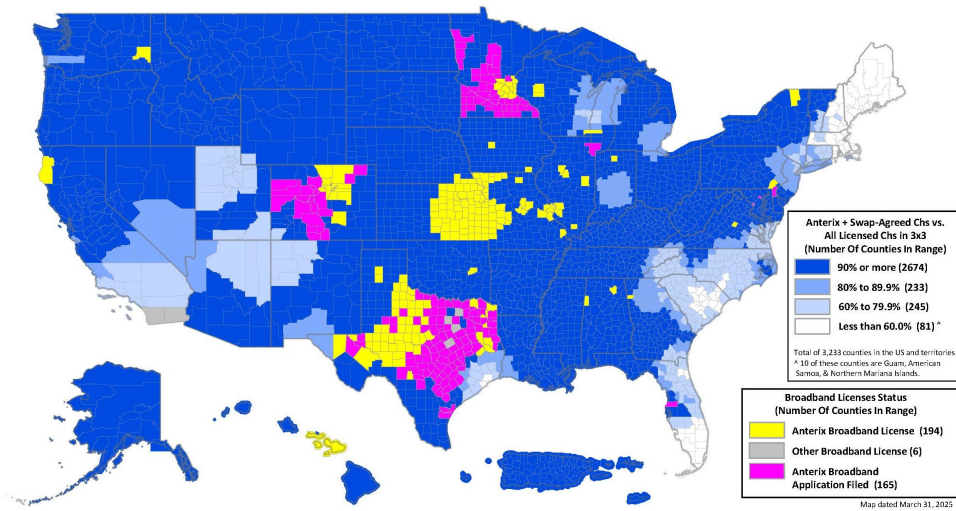 Anterix + Swap-Agreed Chs vs.
All Licensed Chs in 3x3
(Number Of Counties In Range)
90% or more (2674)
80% to 89.9% (233)
60% to 79.9% (245)
Less than 60.0% (81) ^
Total of 3,233 counties in the US and territories
^ 10 of these counties are Guam, American
Samoa, & Northern Mariana Islands.
Broadband Licenses Status
(Number Of Counties In Range)
Anterix Broadband License (194)
Other Broadband License (6)
Anterix Broadband
Application Filed (165)
Map dated March 31, 2025